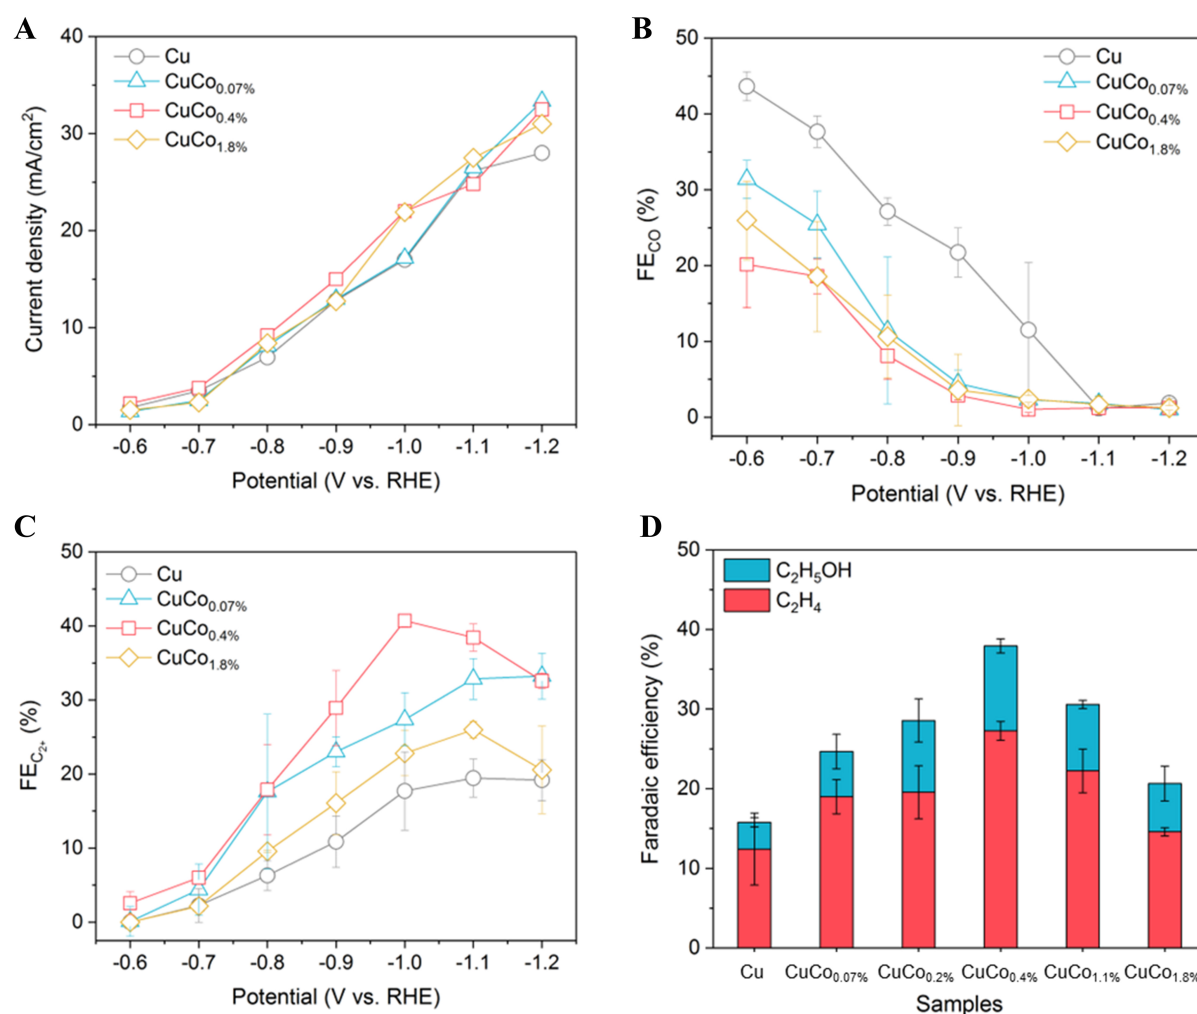 A
Current density (mA/cm²)
40
30
20
10
0
Cu
CuCo0.07%
CuCo0.4%
CuCo1.8%
-0.6 -0.7 -0.8 -0.9 -1.0 -1.1 -1.2
Potential (V vs. RHE)
B
FECO (%)
50
40
30
20
10
0
Cu
CuCo0.07%
CuCo0.4%
CuCo1.8%
-0.6 -0.7 -0.8 -0.9 -1.0 -1.1 -1.2
Potential (V vs. RHE)
C
FEC2+ (%)
50
40
30
20
10
0
Cu
CuCo0.07%
CuCo0.4%
CuCo1.8%
-0.6 -0.7 -0.8 -0.9 -1.0 -1.1 -1.2
Potential (V vs. RHE)
D
Faradaic efficiency (%)
50
40
30
20
10
0
C2H5OH
C2H4
Cu CuCo0.07% CuCo0.2% CuCo0.4% CuCo1.1% CuCo1.8%
Samples